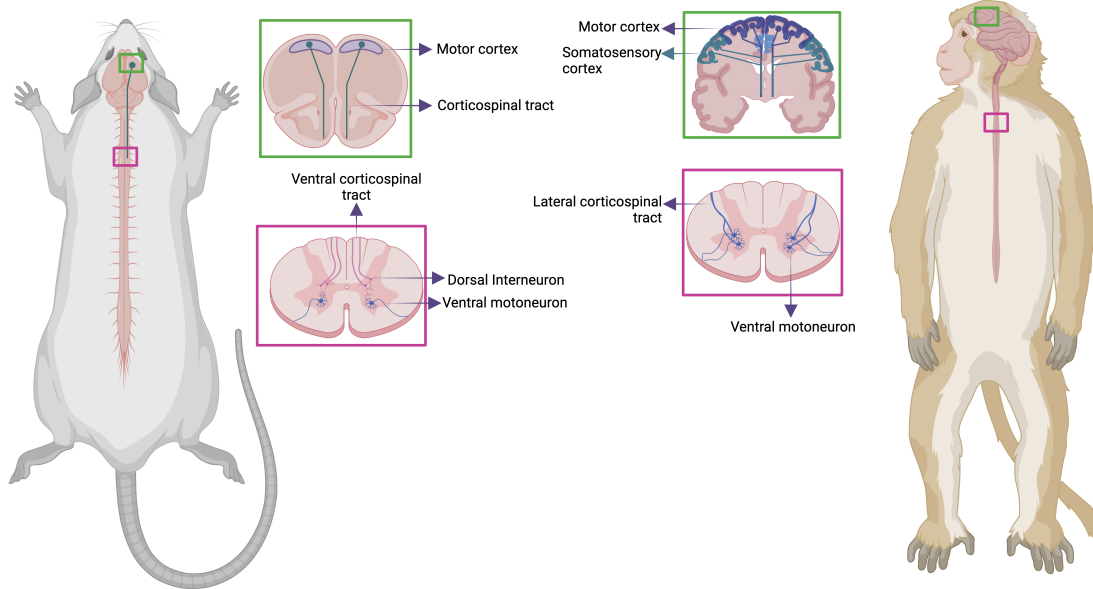 Motor cortex
Corticospinal tract
Ventral corticospinal
tract
Dorsal Interneuron
Ventral motoneuron
Motor cortex
Somatosensory
cortex
Lateral corticospinal
tract
Ventral motoneuron